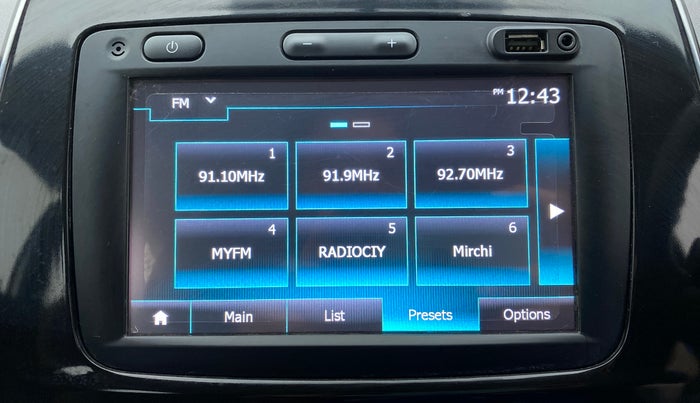 − +
FM PM 12:43
1 2 3
91.10MHz 91.9MHz 92.70MHz
4 5 6
MYFM RADIOCIY Mirchi
Main List Presets Options